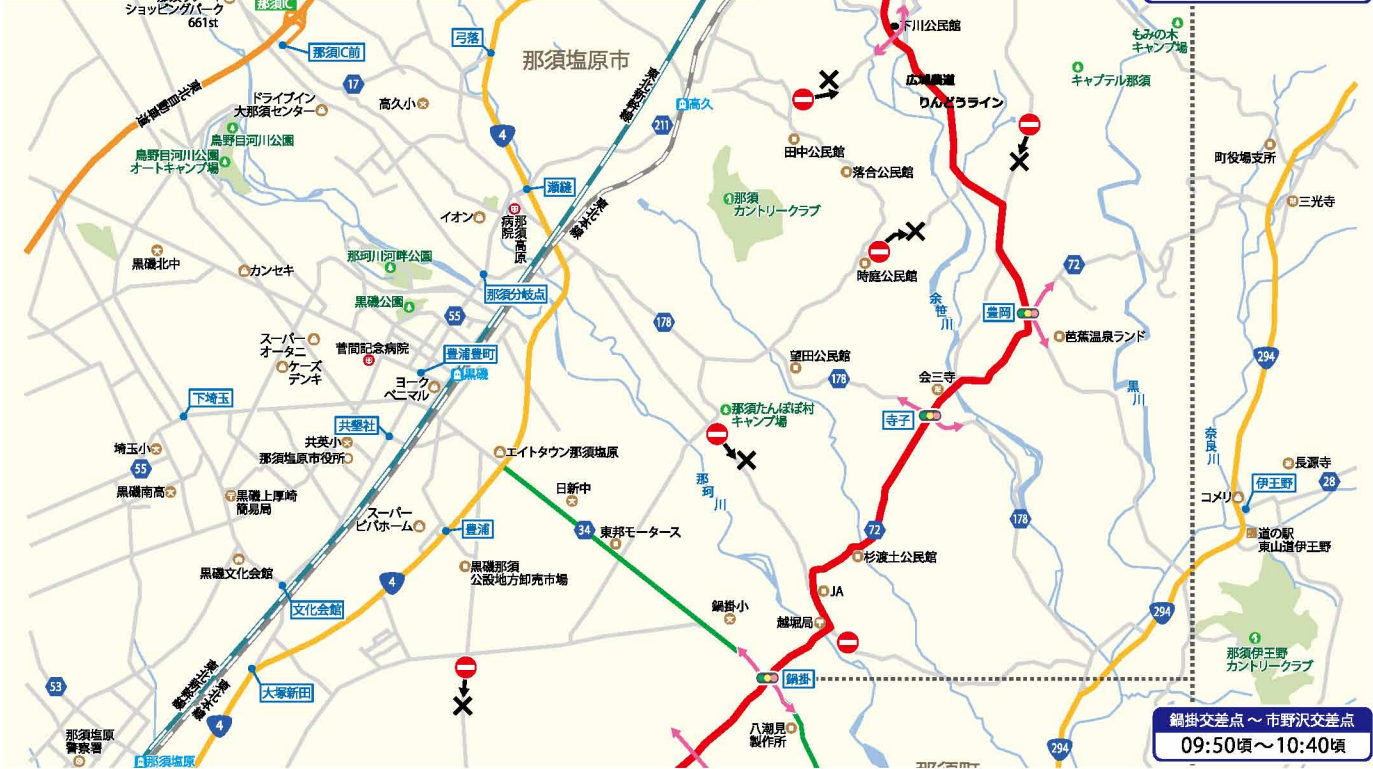 ショッピングパーク
661st
那須IC
那須IC前
弓落
那須塩原市
東北新幹線
下川公民館
もみの木
キャンプ場
キャプテル那須
広域農道
りんどうライン
東北自動車道
17
ドライブイン
大那須センター
高久小
高久
211
4
鳥野目河川公園
鳥野目河川公園
オートキャンプ場
田中公民館
落合公民館
町役場支所
三光寺
瀬縫
東北本線
那須
カントリークラブ
イオン
那須高原
病院
黒磯北中
カンセキ
那珂川河畔公園
時庭公民館
72
那須分岐点
黒磯公園
55
余笹川
豊岡
178
芭蕉温泉ランド
スーパー
オータニ
ケーズ
デンキ
菅間記念病院
豊浦豊町
黒磯
ヨーク
ベニマル
望田公民館
178
会三寺
294
黒川
下埼玉
共墾社
那須たんぽぽ村
キャンプ場
寺子
奈良川
埼玉小
55
共英小
那須塩原市役所
エイトタウン那須塩原
長源寺
28
伊王野
コメリ
黒磯南高
黒磯上厚崎
簡易局
日新中
那珂川
スーパー
ビバホーム
豊浦
34
東邦モータース
72
178
道の駅
東山道伊王野
杉渡土公民館
黒磯文化会館
黒磯那須
公設地方卸売市場
4
文化会館
鍋掛小
JA
越堀局
294
那須伊王野
カントリークラブ
53
東北新幹線
東北本線
大塚新田
4
鍋掛
八潮見
製作所
那須塩原
警察署
那須塩原
294
那須町
鍋掛交差点～市野沢交差点
09:50頃～10:40頃